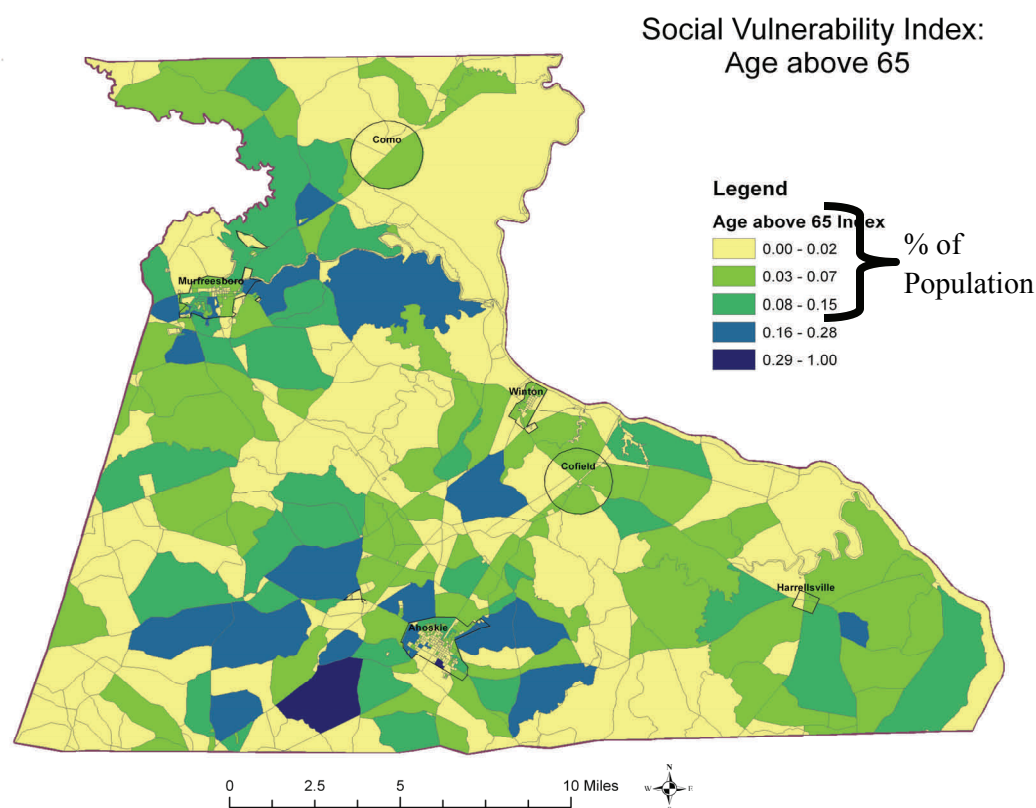 Social Vulnerability Index:
Age above 65
Como
Legend
Age above 65 Index
0.00 - 0.02
0.03 - 0.07
0.08 - 0.15
0.16 - 0.28
0.29 - 1.00
% of
Population
Murfreesboro
Winton
Cofield
Harrellsville
Ahoskie
0 2.5 5 10 Miles
N
W E
S